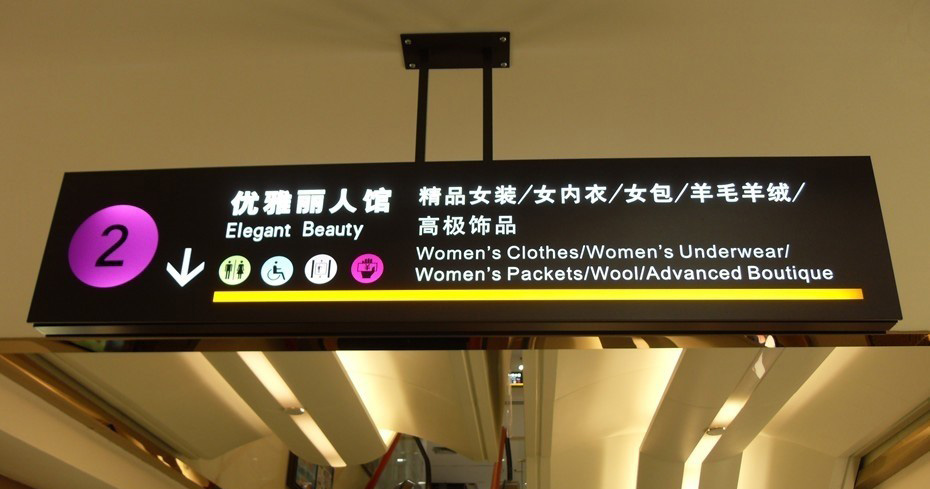 2
优雅丽人馆
Elegant Beauty
精品女装/女内衣/女包/羊毛羊绒/
高极饰品
Women's Clothes/Women's Underwear/
Women's Packets/Wool/Advanced Boutique